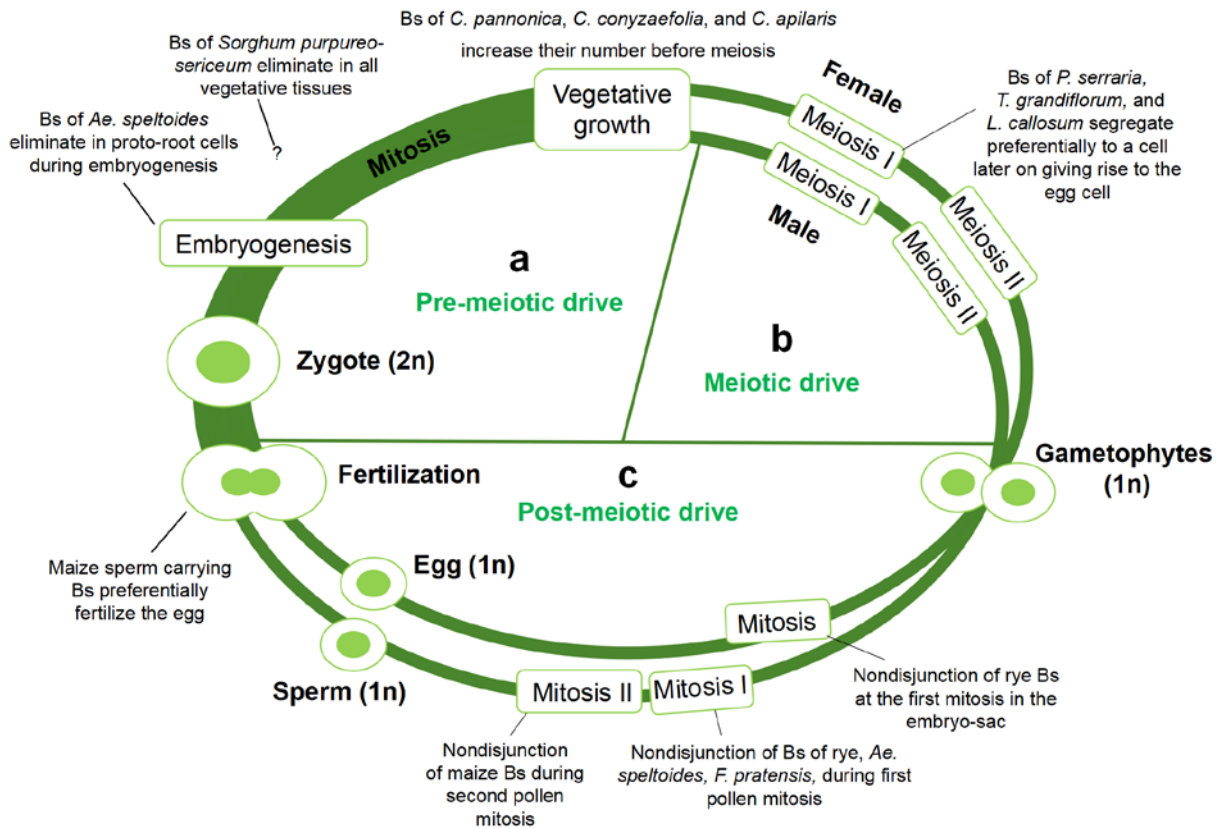 Bs of C. pannonica, C. conyzaefolia, and C. apilaris
increase their number before meiosis
Bs of Sorghum purpureo-
sericeum eliminate in all
vegetative tissues
?
Bs of Ae. speltoides
eliminate in proto-root cells
during embryogenesis
Mitosis
Vegetative
growth
Female
Meiosis I
Meiosis I
Male
Meiosis II
Meiosis II
Bs of P. serraria,
T. grandiflorum, and
L. callosum segregate
preferentially to a cell
later on giving rise to the
egg cell
Embryogenesis
a
Pre-meiotic drive
b
Meiotic drive
Zygote (2n)
Fertilization
c
Post-meiotic drive
Gametophytes
(1n)
Maize sperm carrying
Bs preferentially
fertilize the egg
Egg (1n)
Sperm (1n)
Mitosis
Mitosis II
Mitosis I
Nondisjunction of rye Bs
at the first mitosis in the
embryo-sac
Nondisjunction
of maize Bs during
second pollen
mitosis
Nondisjunction of Bs of rye, Ae.
speltoides, F. pratensis, during first
pollen mitosis